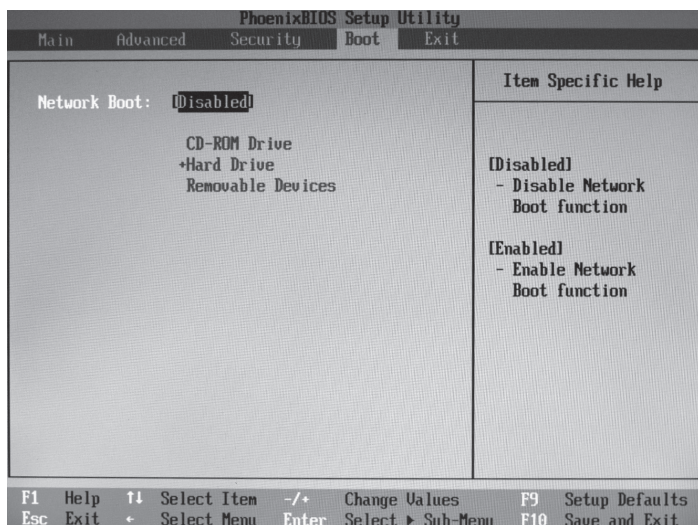 PhoenixBIOS Setup Utility
Main Advanced Security Boot Exit
Item Specific Help
Network Boot: [Disabled]
CD-ROM Drive
+Hard Drive
Removable Devices
[Disabled]
- Disable Network
Boot function
[Enabled]
- Enable Network
Boot function
F1 Help ↑↓ Select Item -/+ Change Values F9 Setup Defaults
Esc Exit ← Select Menu Enter Select ▶ Sub-Menu F10 Save and Exit